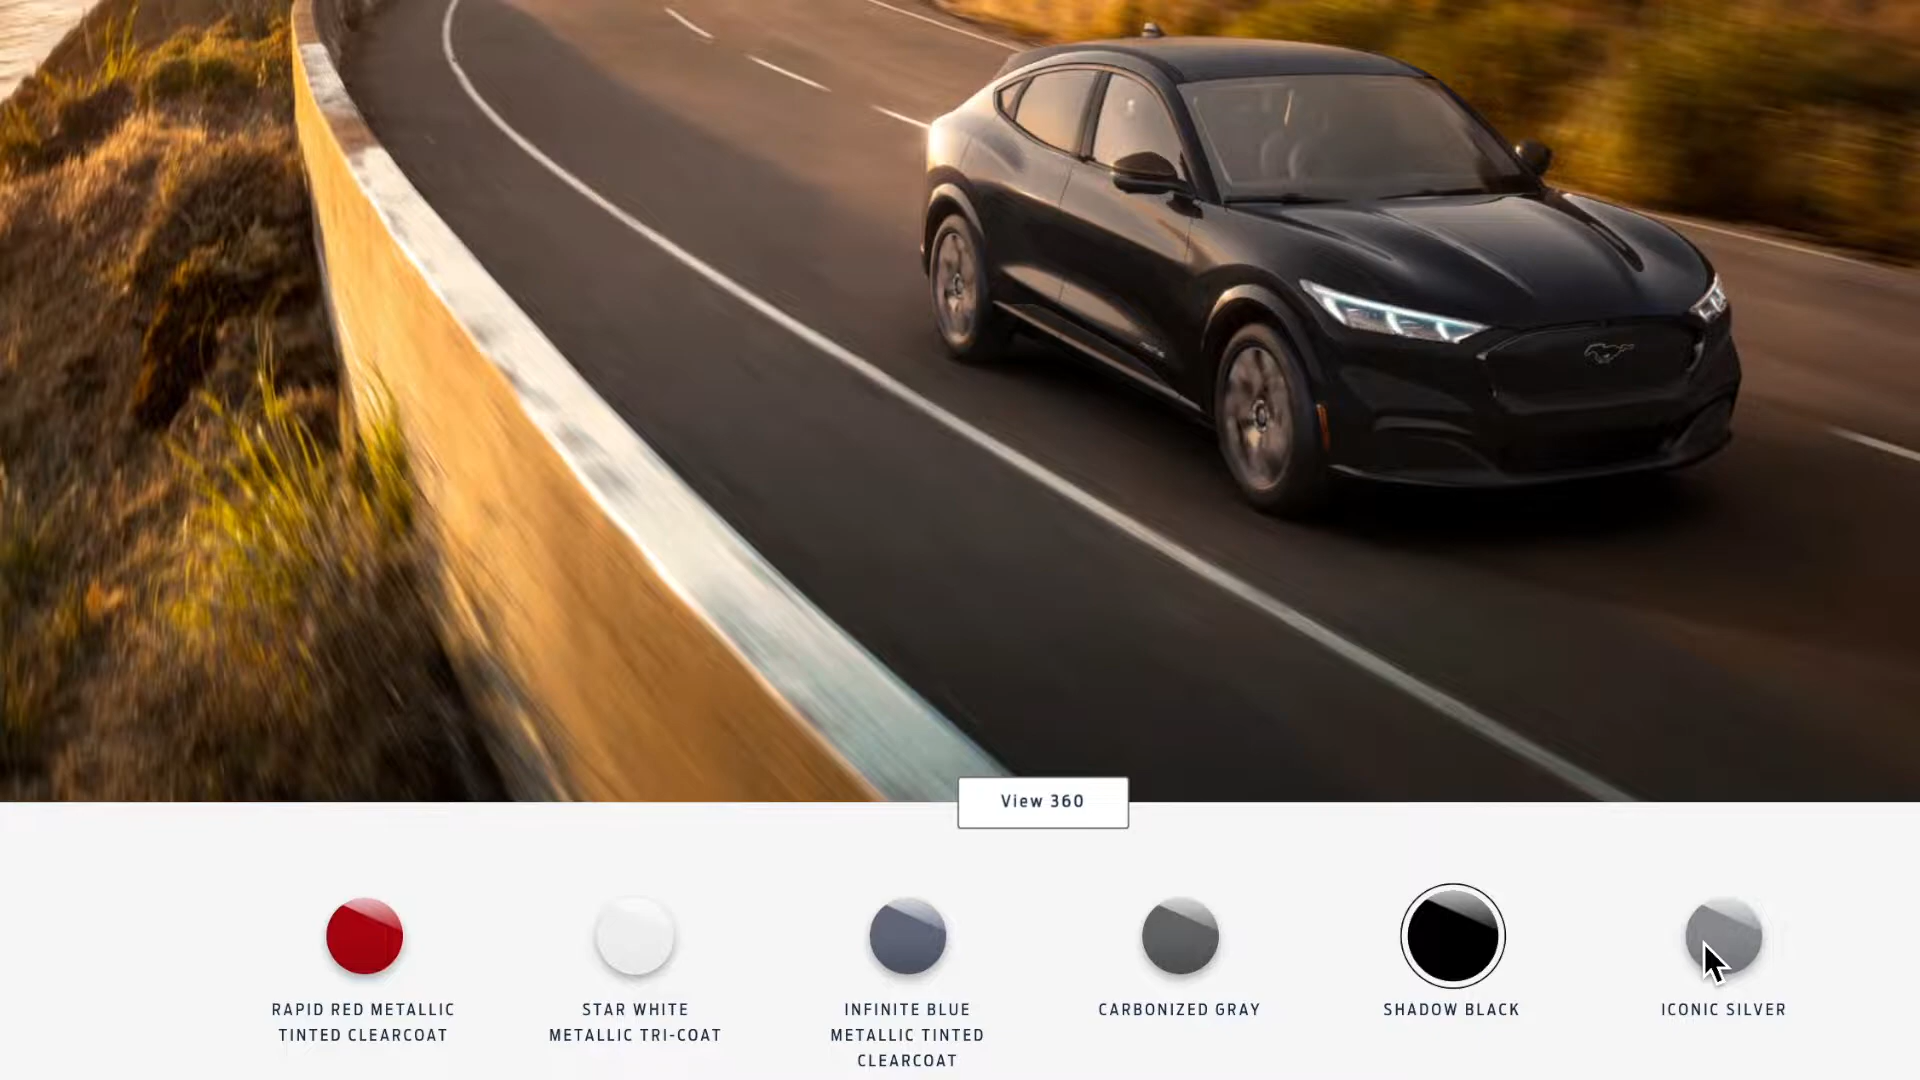 View 360
RAPID RED METALLIC
TINTED CLEARCOAT
STAR WHITE
METALLIC TRI-COAT
INFINITE BLUE
METALLIC TINTED
CLEARCOAT
CARBONIZED GRAY
SHADOW BLACK
ICONIC SILVER